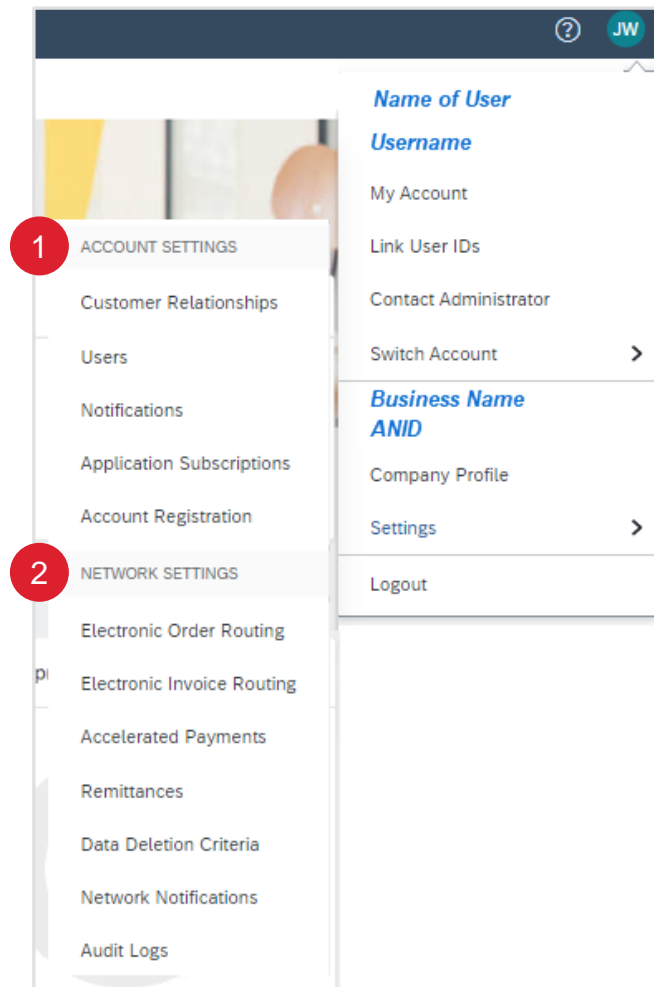 JW
Name of User
Username
My Account
Link User IDs
Contact Administrator
Switch Account
Business Name
ANID
Company Profile
Settings
Logout
1
ACCOUNT SETTINGS
Customer Relationships
Users
Notifications
Application Subscriptions
Account Registration
2
NETWORK SETTINGS
Electronic Order Routing
Electronic Invoice Routing
Accelerated Payments
Remittances
Data Deletion Criteria
Network Notifications
Audit Logs